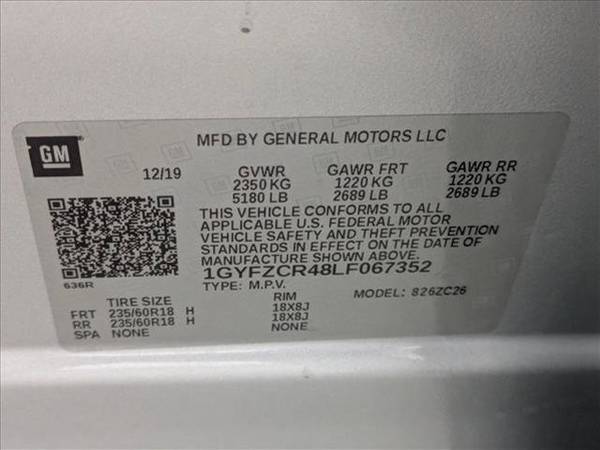 GM
MFD BY GENERAL MOTORS LLC
12/19 GVWR GAWR FRT GAWR RR
2350 KG 1220 KG 1220 KG
5180 LB 2689 LB 2689 LB
THIS VEHICLE CONFORMS TO ALL
APPLICABLE U.S. FEDERAL MOTOR
VEHICLE SAFETY AND THEFT PREVENTION
STANDARDS IN EFFECT ON THE DATE OF
MANUFACTURE SHOWN ABOVE.
1GYFZCR48LF067352
636R
TYPE: M.P.V.
MODEL: 826ZC26
TIRE SIZE RIM
FRT 235/60R18 H 18X8J
RR 235/60R18 H 18X8J
SPA NONE NONE